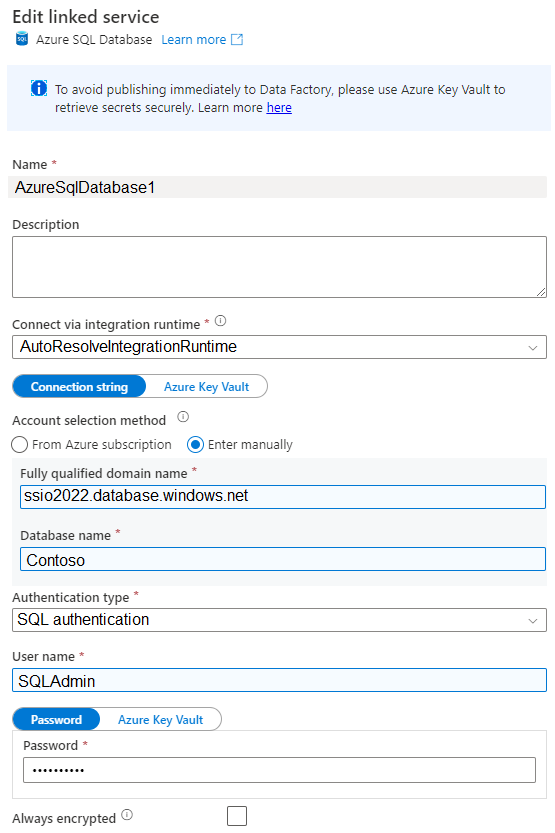 Edit linked service
SQL Azure SQL Database Learn more
To avoid publishing immediately to Data Factory, please use Azure Key Vault to
retrieve secrets securely. Learn more here
Name *
AzureSqlDatabase1
Description
Connect via integration runtime *
AutoResolveIntegrationRuntime
Connection string Azure Key Vault
Account selection method
From Azure subscription Enter manually
Fully qualified domain name *
ssio2022.database.windows.net
Database name *
Contoso
Authentication type *
SQL authentication
User name *
SQLAdmin
Password Azure Key Vault
Password *
••••••••••
Always encrypted